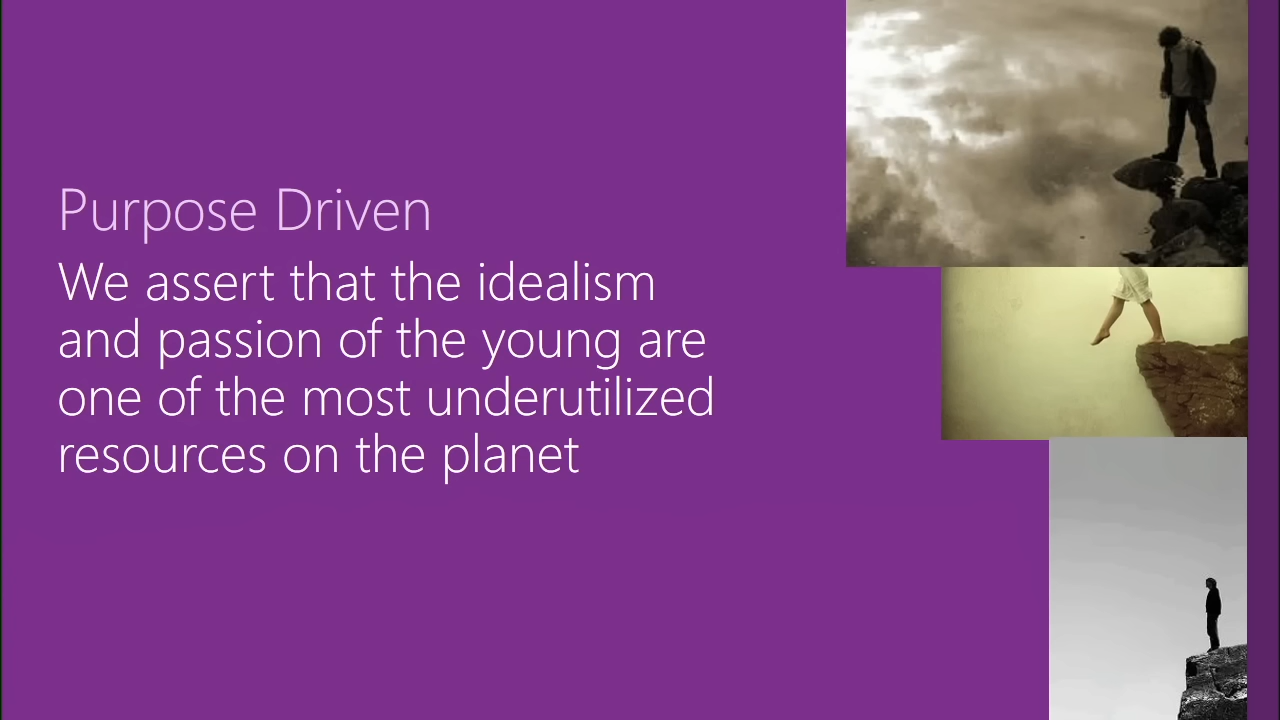 Purpose Driven
We assert that the idealism
and passion of the young are
one of the most underutilized
resources on the planet